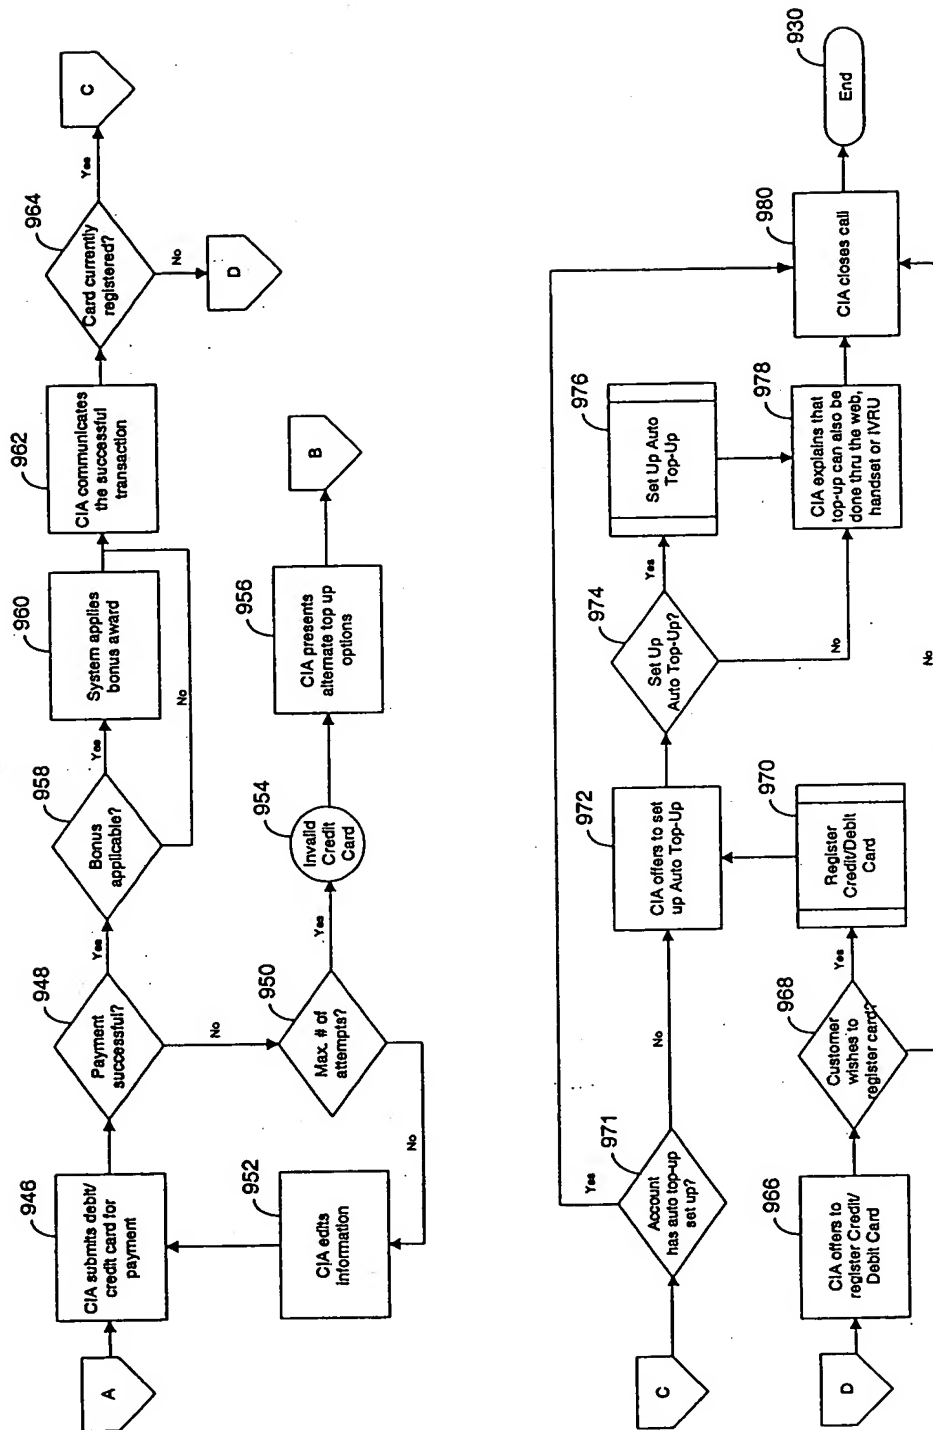 A
946
CIA submits debit/
credit card for
payment
948
Payment
successful?
Yes
No
958
Bonus
applicable?
Yes
No
960
System applies
bonus award
962
CIA communicates
the successful
transaction
964
Card currently
registered?
Yes
C
No
D
952
CIA edits
information
950
Max. # of
attempts?
No
Yes
954
Invalid
Credit
Card
956
CIA presents
alternate top up
options
B
C
971
Account
has auto top-up
set up?
Yes
No
972
CIA offers to set
up Auto Top-Up
974
Set Up
Auto Top-Up?
Yes
No
976
Set Up Auto
Top-Up
978
CIA explains that
top-up can also be
done thru the web,
handset or IVRU
980
CIA closes call
930
End
D
966
CIA offers to
register Credit/
Debit Card
968
Customer
wishes to
register card?
Yes
No
970
Register
Credit/Debit
Card